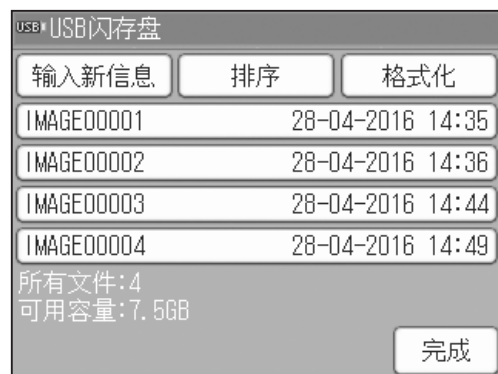 USB USB闪存盘
输入新信息 排序 格式化
IMAGE00001 28-04-2016 14:35
IMAGE00002 28-04-2016 14:36
IMAGE00003 28-04-2016 14:44
IMAGE00004 28-04-2016 14:49
所有文件:4
可用容量:7.5GB
完成